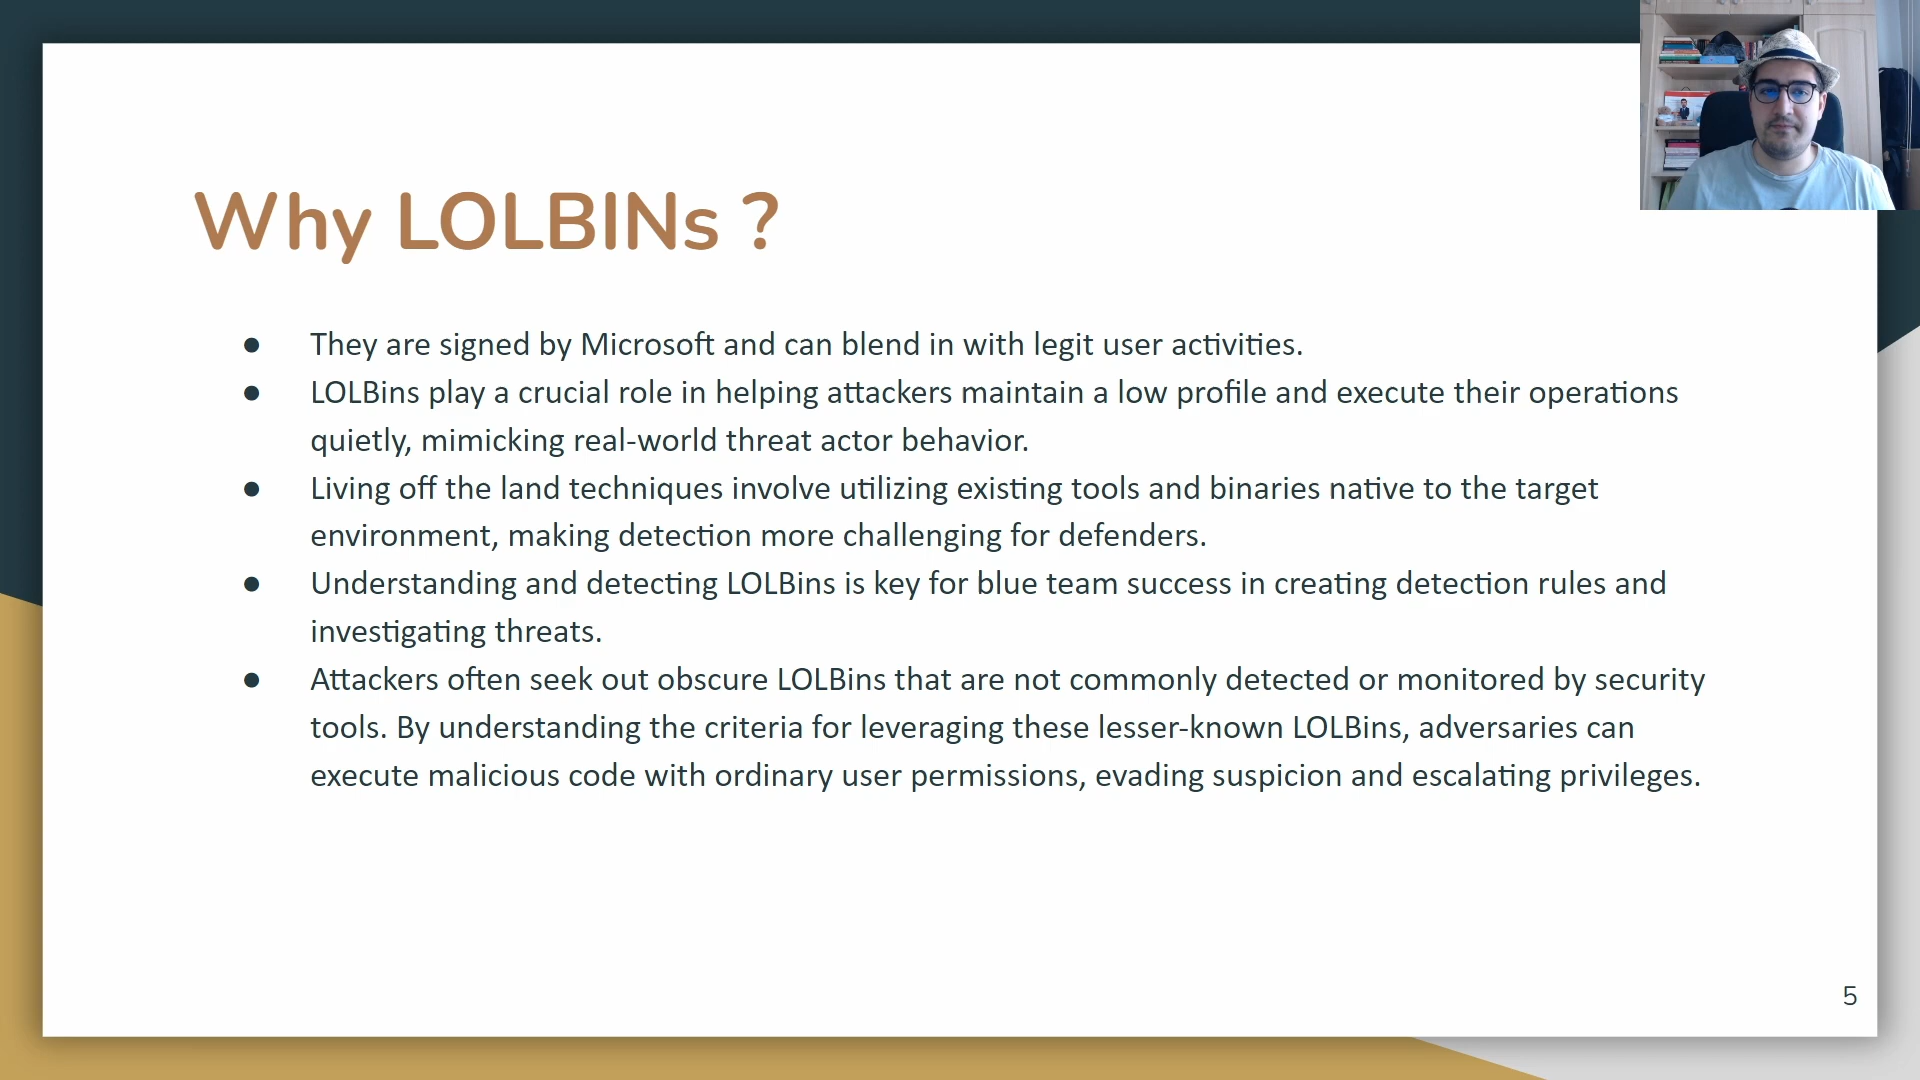 Why LOLBINs ?
● They are signed by Microsoft and can blend in with legit user activities.
● LOLBins play a crucial role in helping attackers maintain a low profile and execute their operations
quietly, mimicking real-world threat actor behavior.
● Living off the land techniques involve utilizing existing tools and binaries native to the target
environment, making detection more challenging for defenders.
● Understanding and detecting LOLBins is key for blue team success in creating detection rules and
investigating threats.
● Attackers often seek out obscure LOLBins that are not commonly detected or monitored by security
tools. By understanding the criteria for leveraging these lesser-known LOLBins, adversaries can
execute malicious code with ordinary user permissions, evading suspicion and escalating privileges.
5